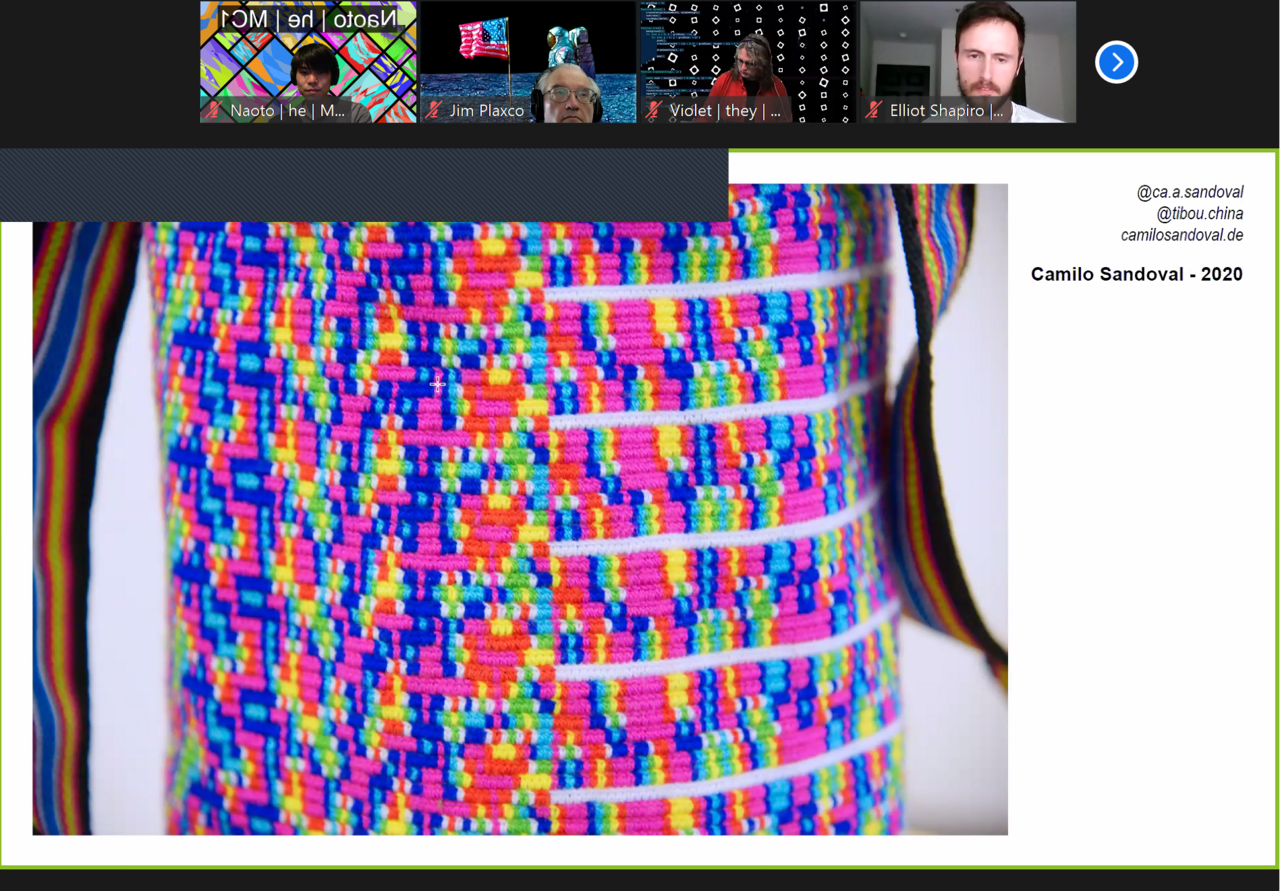 Naoto | he | MC1
Naoto | he | M...
Jim Plaxco
Violet | they | ...
Elliot Shapiro |...
@ca.a.sandoval
@tibou.china
camilosandoval.de
Camilo Sandoval - 2020